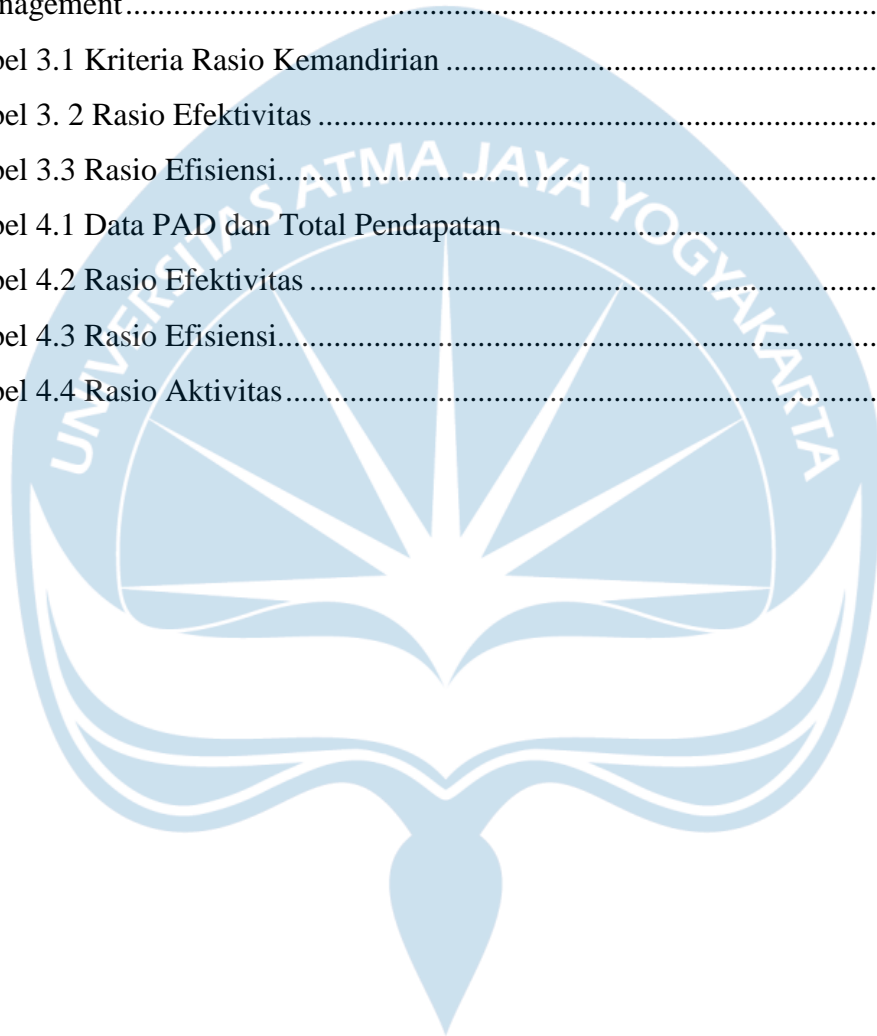 nagement........................................................................................................
bel 3.1 Kriteria Rasio Kemandirian ..........................................................
bel 3. 2 Rasio Efektivitas ...........................................................................
bel 3.3 Rasio Efisiensi................................................................................
bel 4.1 Data PAD dan Total Pendapatan ..................................................
bel 4.2 Rasio Efektivitas ............................................................................
bel 4.3 Rasio Efisiensi................................................................................
bel 4.4 Rasio Aktivitas...............................................................................
UNIVERSITAS ATMA JAYA YOGYAKARTA